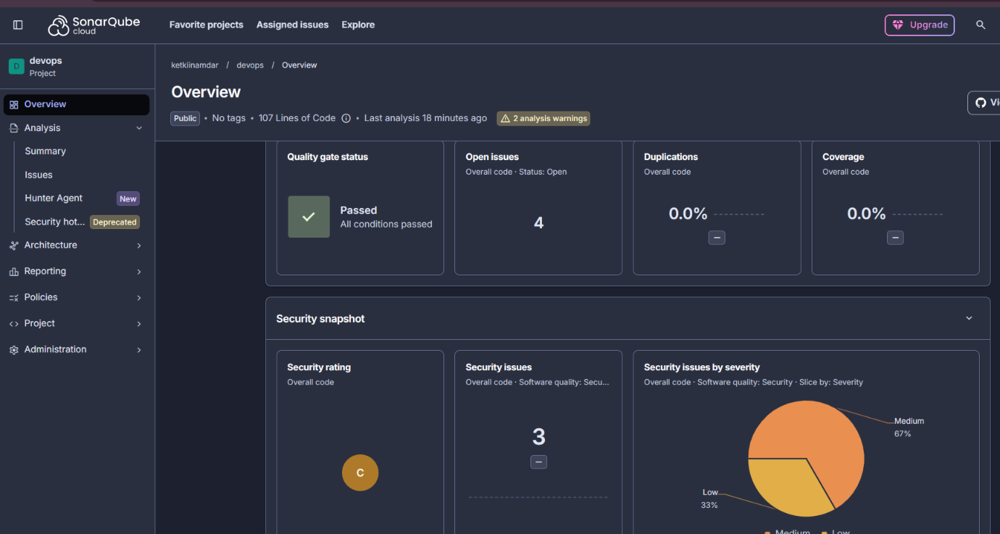 SonarQube cloud
Favorite projects Assigned issues Explore
Upgrade
D
devops
Project
Overview
Analysis
Summary
Issues
Hunter Agent New
Security hot... Deprecated
Architecture
Reporting
Policies
Project
Administration
ketkiinamdar / devops / Overview
Overview
Public • No tags • 107 Lines of Code • Last analysis 18 minutes ago 2 analysis warnings
Quality gate status
Passed
All conditions passed
Open issues
Overall code · Status: Open
4
Duplications
Overall code
0.0%
Coverage
Overall code
0.0%
Security snapshot
Security rating
Overall code
C
Security issues
Overall code · Software quality: Secu...
3
Security issues by severity
Overall code · Software quality: Security · Slice by: Severity
Medium
67%
Low
33%
Medium Low